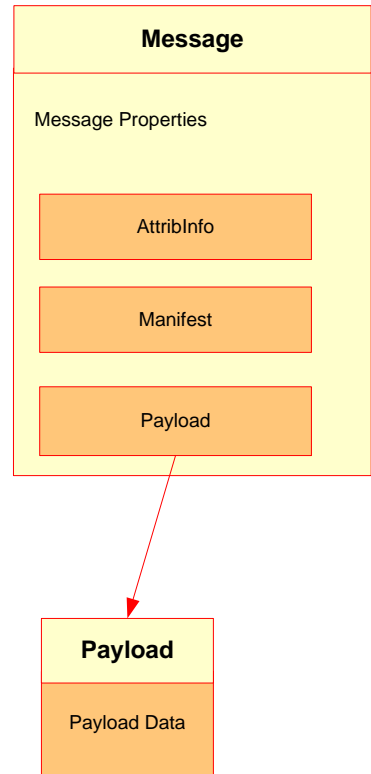 Message
Message Properties
AttribInfo
Manifest
Payload
Payload
Payload Data